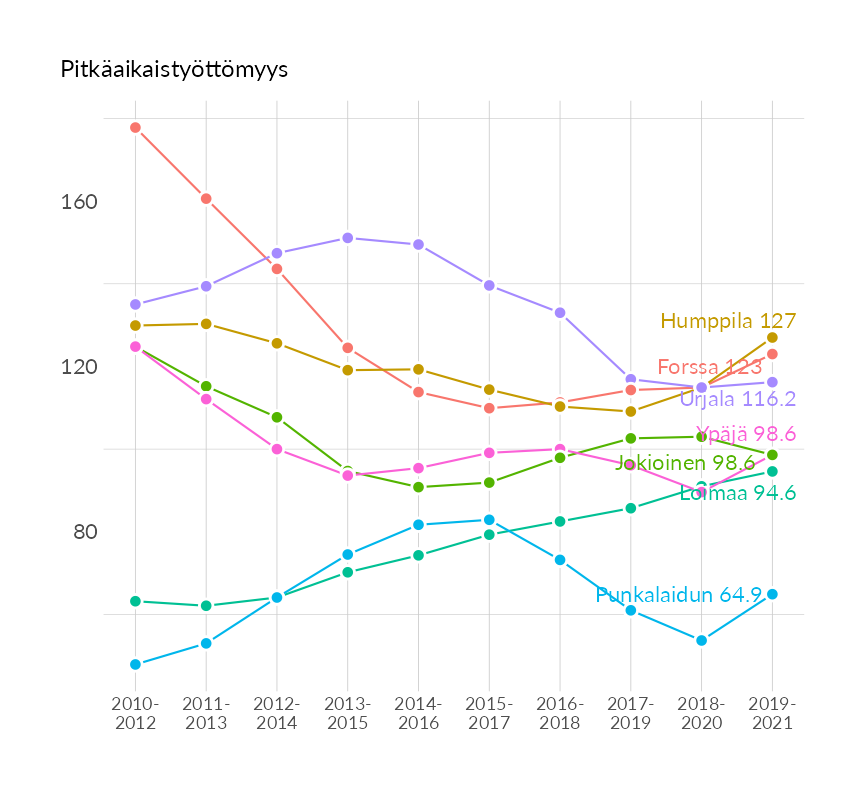 Pitkäaikaistyöttömyys
160
120
80
Humppila 127
Forssa 123
Urjala 116.2
Ypäjä 98.6
Jokioinen 98.6
Loimaa 94.6
Punkalaidun 64.9
2010-
2012
2011-
2013
2012-
2014
2013-
2015
2014-
2016
2015-
2017
2016-
2018
2017-
2019
2018-
2020
2019-
2021